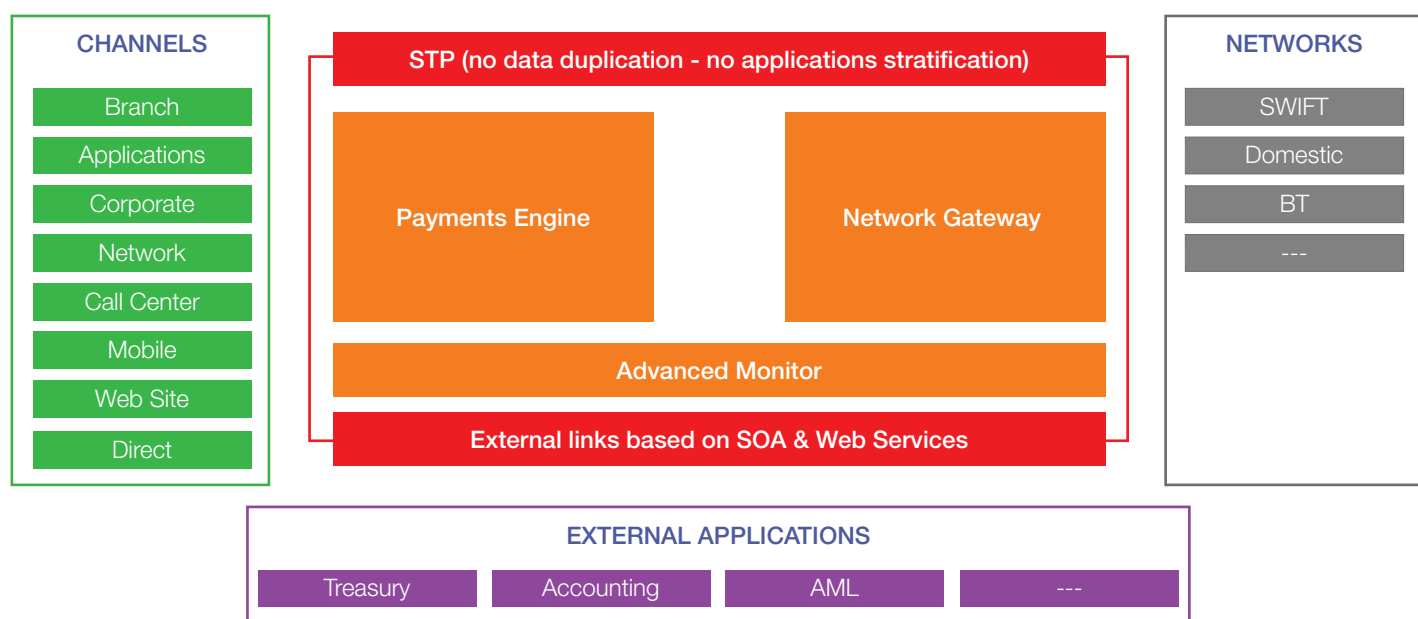 CHANNELS
Branch
Applications
Corporate
Network
Call Center
Mobile
Web Site
Direct
STP (no data duplication - no applications stratification)
Payments Engine
Network Gateway
Advanced Monitor
External links based on SOA & Web Services
NETWORKS
SWIFT
Domestic
BT
---
EXTERNAL APPLICATIONS
Treasury
Accounting
AML
---